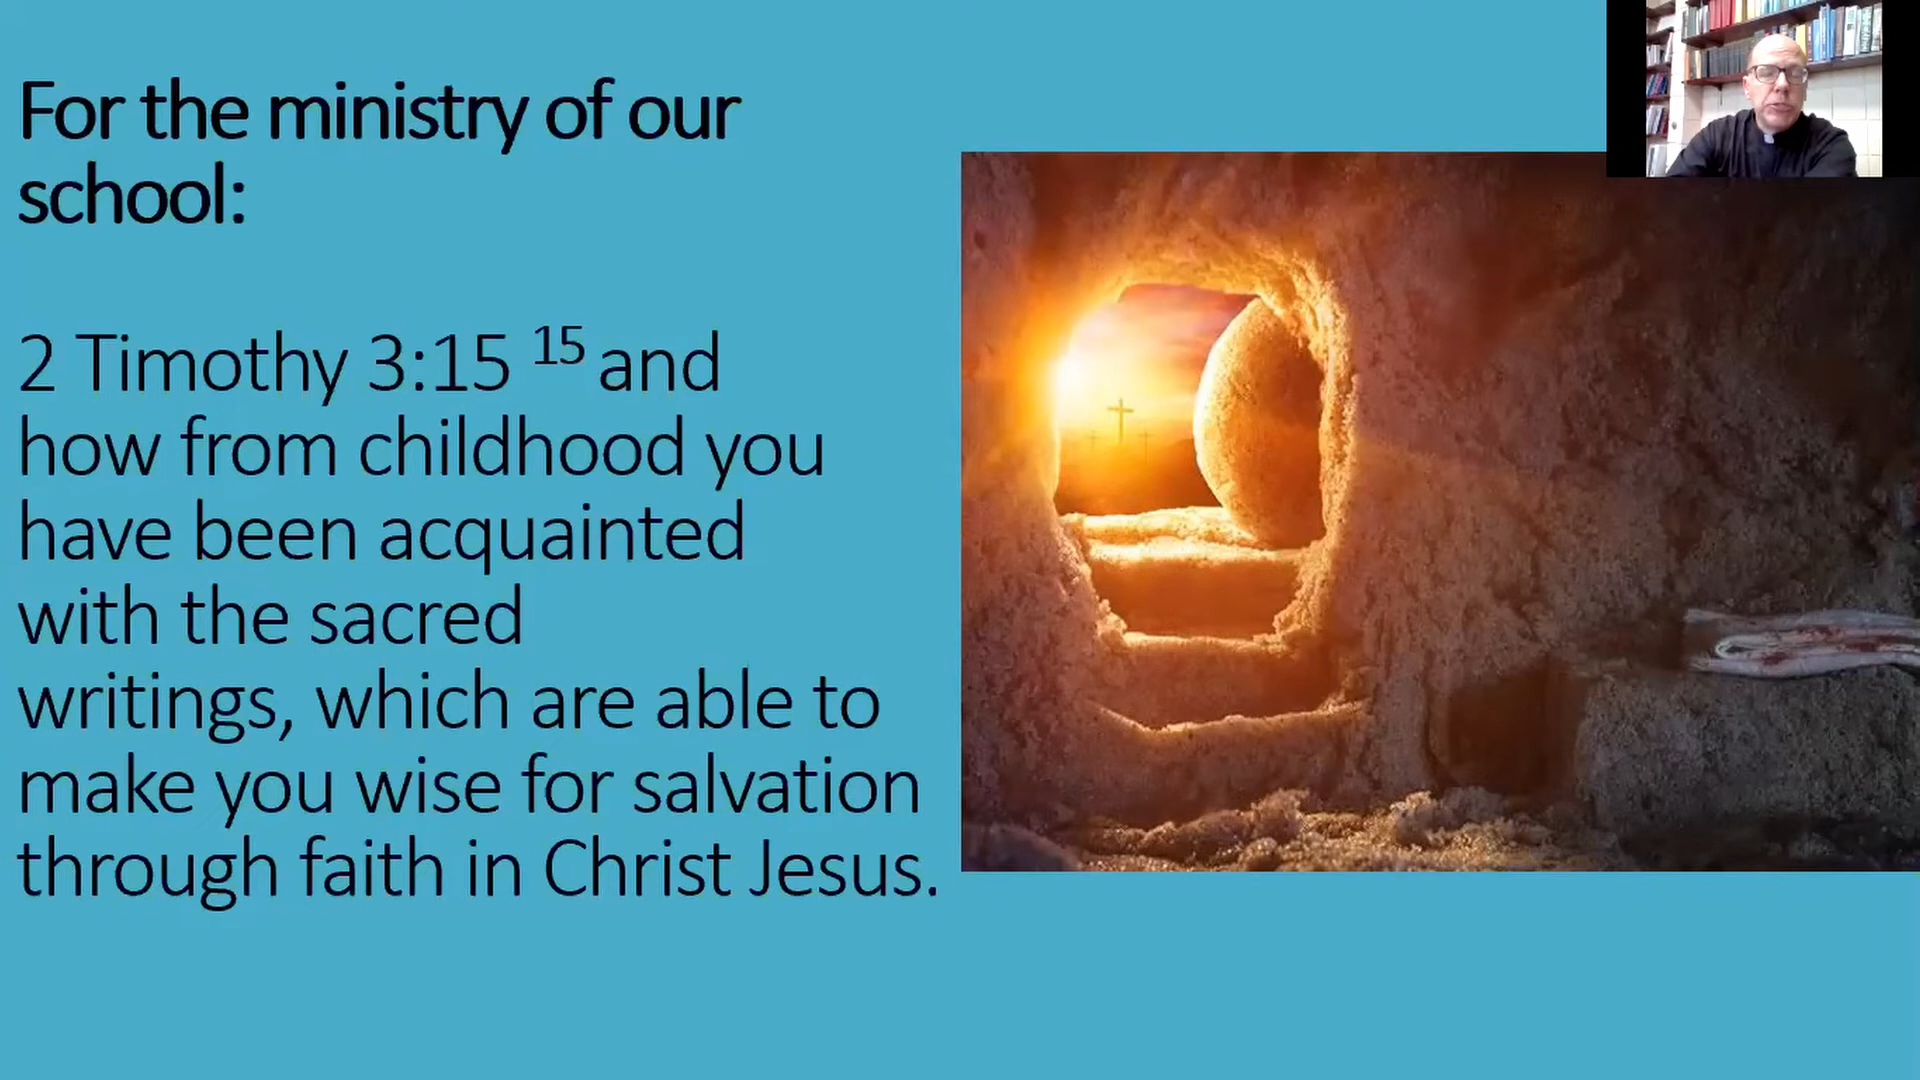 For the ministry of our
school:
2 Timothy 3:15 15 and
how from childhood you
have been acquainted
with the sacred
writings, which are able to
make you wise for salvation
through faith in Christ Jesus.